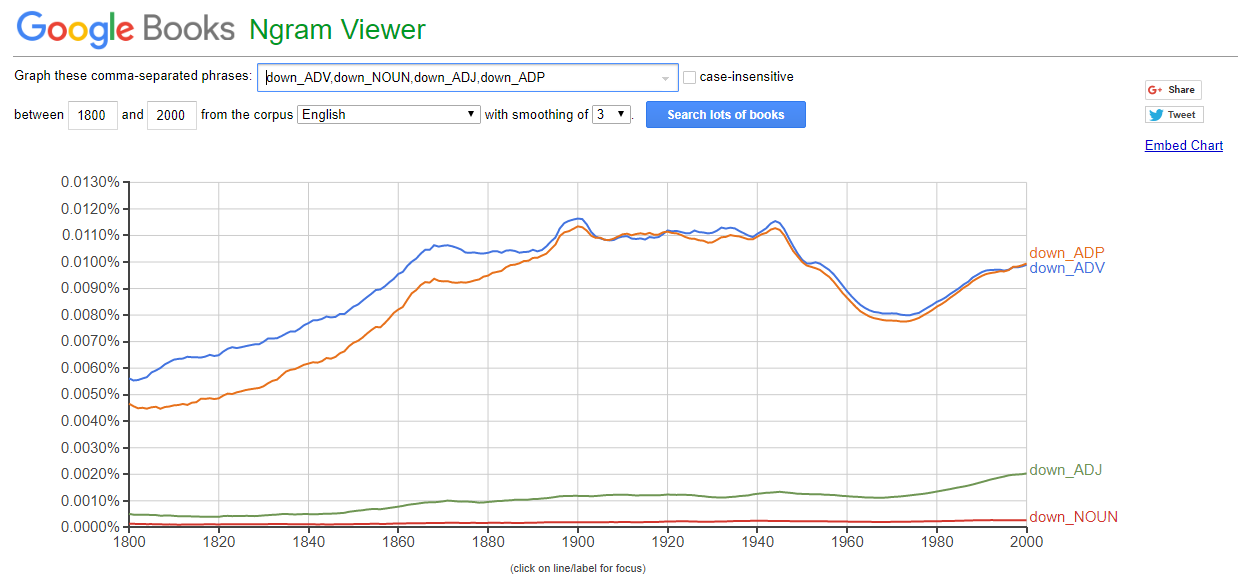 Google Books Ngram Viewer
Graph these comma-separated phrases: down_ADV,down_NOUN,down_ADJ,down_ADP case-insensitive
between 1800 and 2000 from the corpus English with smoothing of 3 . Search lots of books
G+ Share
Tweet
Embed Chart
0.0130%
0.0120%
0.0110%
0.0100%
0.0090%
0.0080%
0.0070%
0.0060%
0.0050%
0.0040%
0.0030%
0.0020%
0.0010%
0.0000%
down_ADP
down_ADV
down_ADJ
down_NOUN
1800 1820 1840 1860 1880 1900 1920 1940 1960 1980 2000
(click on line/label for focus)